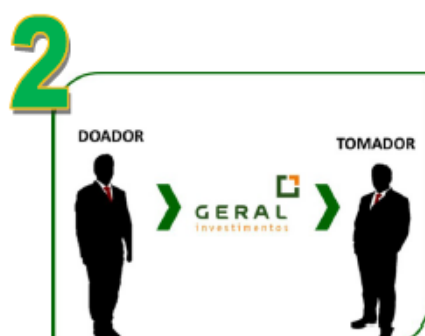 2
DOADOR
TOMADOR
GERAL
Investimentos